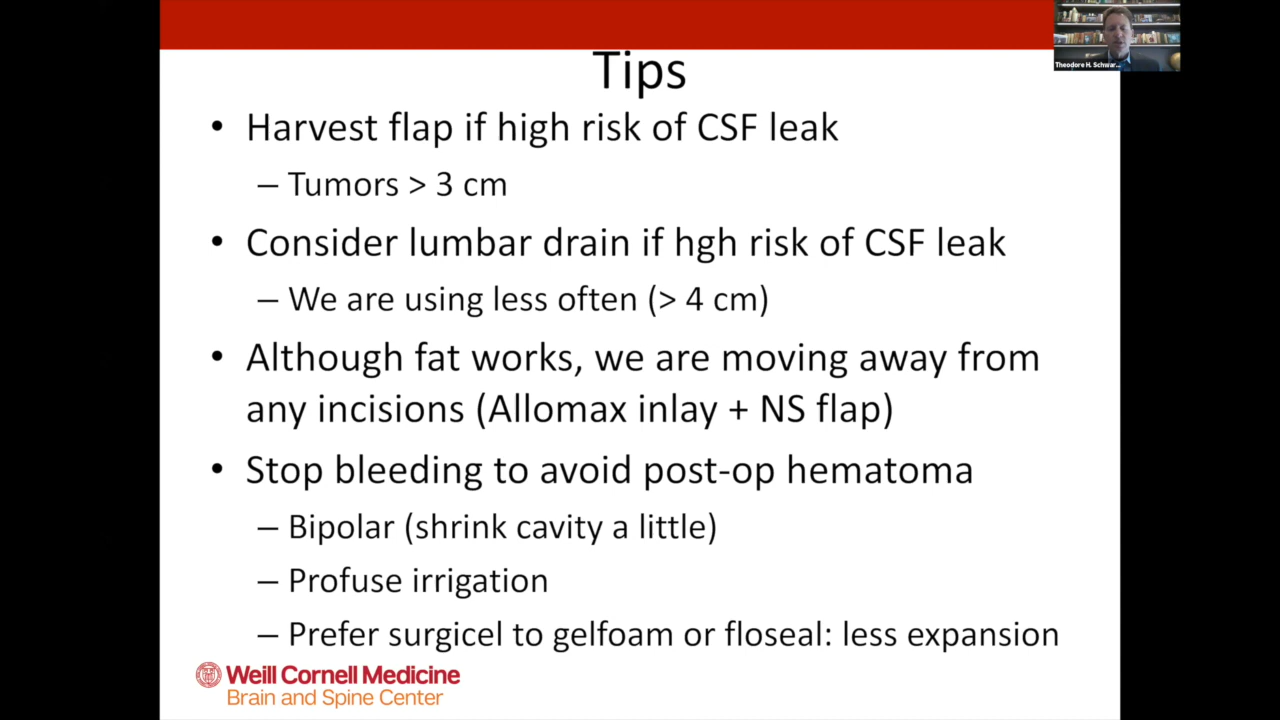 Theodore H. Schwar...
Tips
• Harvest flap if high risk of CSF leak
– Tumors > 3 cm
• Consider lumbar drain if hgh risk of CSF leak
– We are using less often (> 4 cm)
• Although fat works, we are moving away from
any incisions (Allomax inlay + NS flap)
• Stop bleeding to avoid post-op hematoma
– Bipolar (shrink cavity a little)
– Profuse irrigation
– Prefer surgicel to gelfoam or floseal: less expansion
Weill Cornell Medicine
Brain and Spine Center